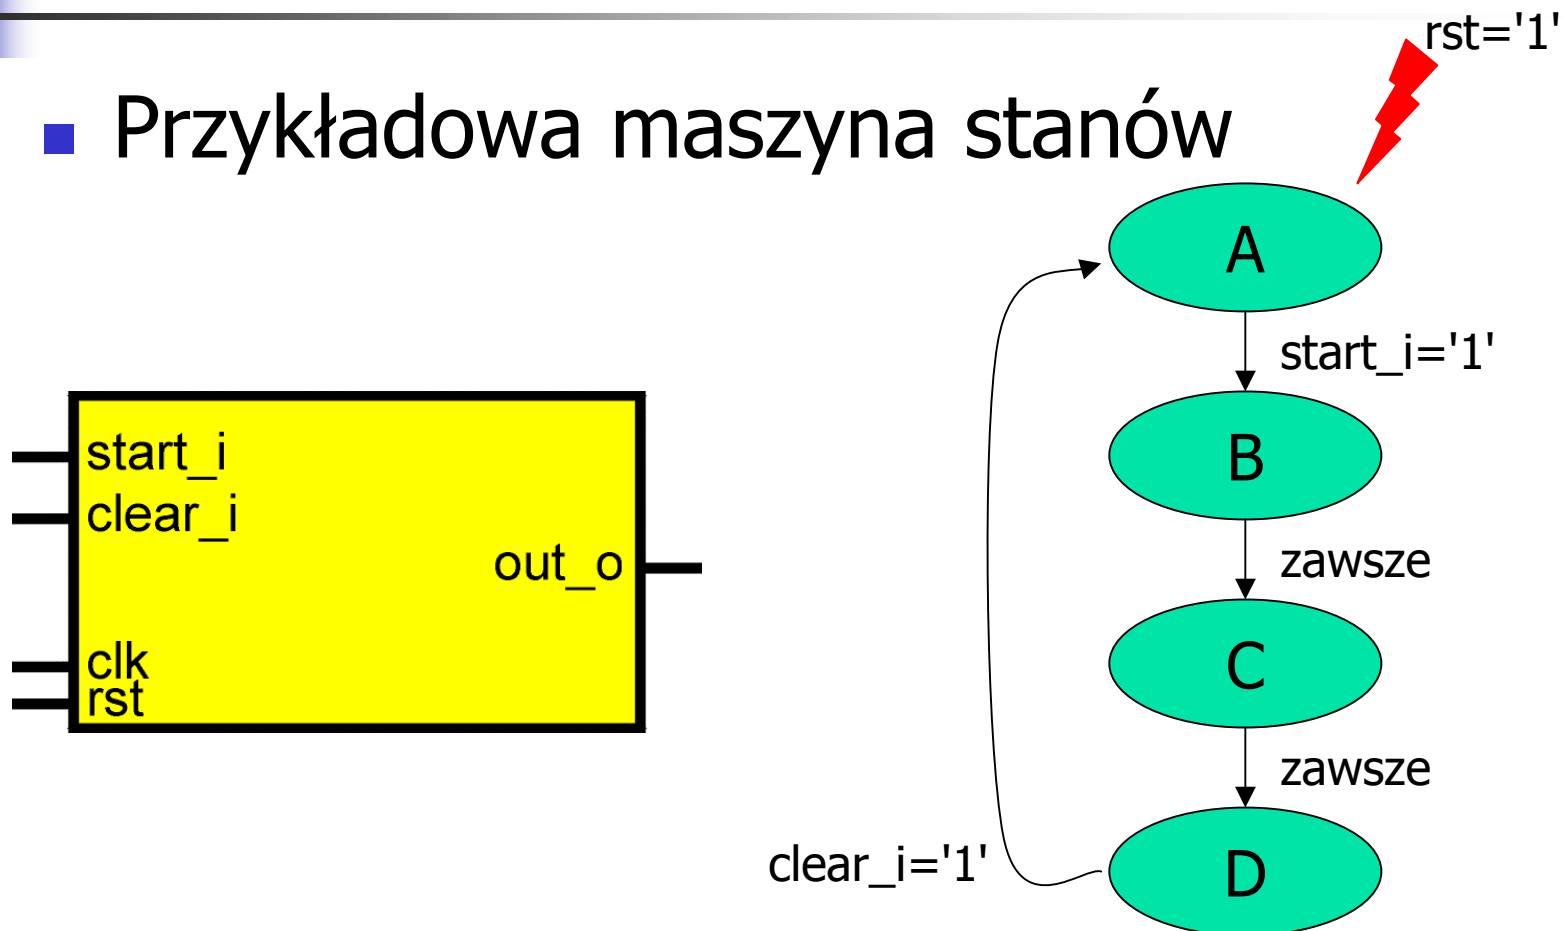 rst='1'
Przykładowa maszyna stanów
A
start_i='1'
B
start_i
clear_i
out_o
zawsze
clk
rst
C
zawsze
clear_i='1'
D